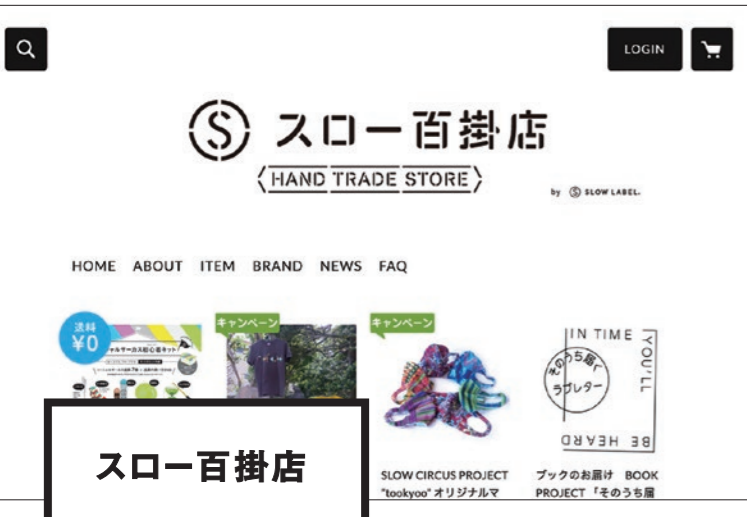 LOGIN
スロー百掛店
HAND TRADE STORE
by S SLOW LABEL.
HOME ABOUT ITEM BRAND NEWS FAQ
送料
¥0
キャンペーン
キャンペーン
IN TIME
YOU'LL
BE HEARD
そのうち届く
ラブレター
スロー百掛店
SLOW CIRCUS PROJECT
"tookyoo" オリジナルマ
ブックのお届け BOOK
PROJECT 「そのうち届